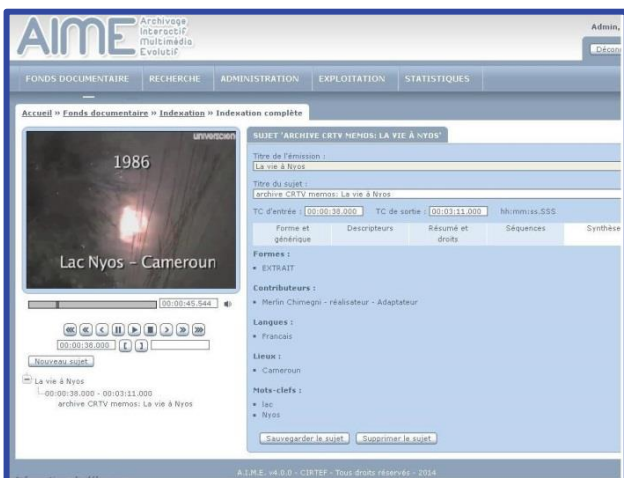 AIME
Archivage
Interactif
Multimédia
Evolutif
Admin,
Décon
FONDS DOCUMENTAIRE RECHERCHE ADMINISTRATION EXPLOITATION STATISTIQUES
Accueil » Fonds documentaire » Indexation » Indexation complète
universcien
1986
Lac Nyos - Cameroun
00:00:45.544
00:00:38.000 [ ]
Nouveau sujet
La vie à Nyos
00:00:38.000 - 00:03:11.000
archive CRTV memos: La vie à Nyos
SUJET 'ARCHIVE CRTV MEMOS: LA VIE À NYOS'
Titre de l'émission :
La vie à Nyos
Titre du sujet :
archive CRTV memos: La vie à Nyos
TC d'entrée : 00:00:38.000 TC de sortie : 00:03:11.000 hh:mm:ss.SSS
Forme et générique Descripteurs Résumé et droits Séquences Synthèse
Formes :
• EXTRAIT
Contributeurs :
• Merlin Chimegni - réalisateur - Adaptateur
Langues :
• Francais
Lieux :
• Cameroun
Mots-clefs :
• lac
• Nyos
Sauvegarder le sujet Supprimer le sujet
A.I.M.E. v4.0.0 - CIRTEF - Tous droits réservés - 2014